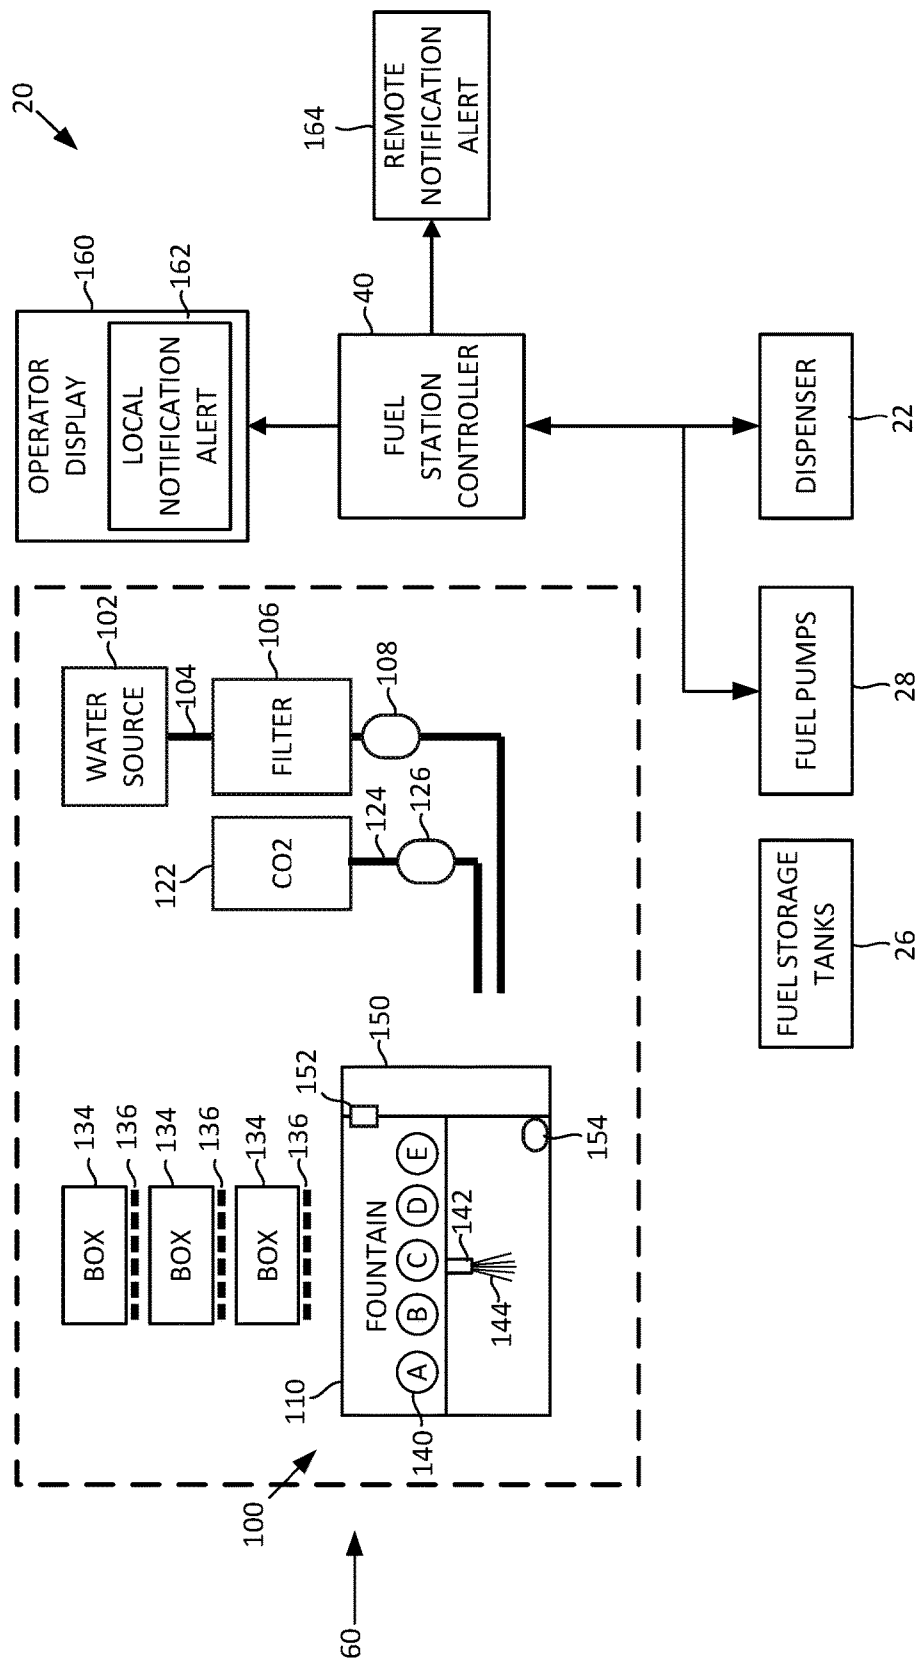 20
OPERATOR
DISPLAY
160
LOCAL
NOTIFICATION
ALERT
162
REMOTE
NOTIFICATION
ALERT
164
FUEL
STATION
CONTROLLER
40
DISPENSER
22
FUEL PUMPS
28
FUEL STORAGE
TANKS
26
WATER
SOURCE
102
104
FILTER
106
108
CO2
122
124
126
BOX
134
136
BOX
134
136
BOX
134
136
FOUNTAIN
110
A
B
C
D
E
140
142
144
150
152
154
100
60